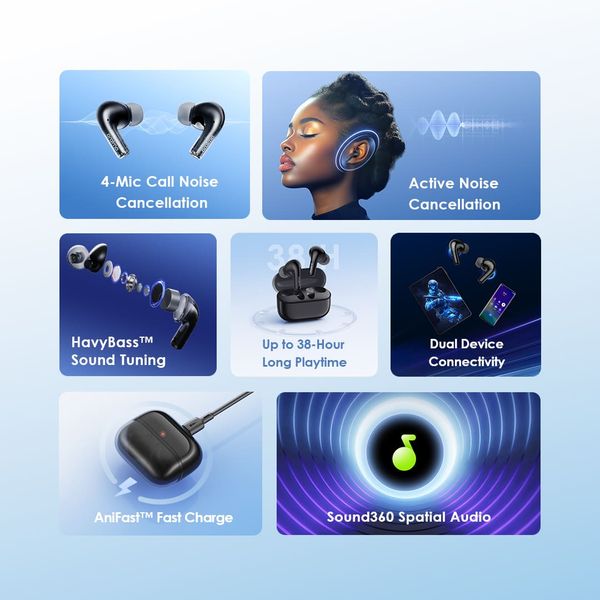 4-Mic Call Noise
Cancellation
Active Noise
Cancellation
HavyBass™
Sound Tuning
38H
Up to 38-Hour
Long Playtime
Dual Device
Connectivity
AniFast™ Fast Charge
Sound360 Spatial Audio